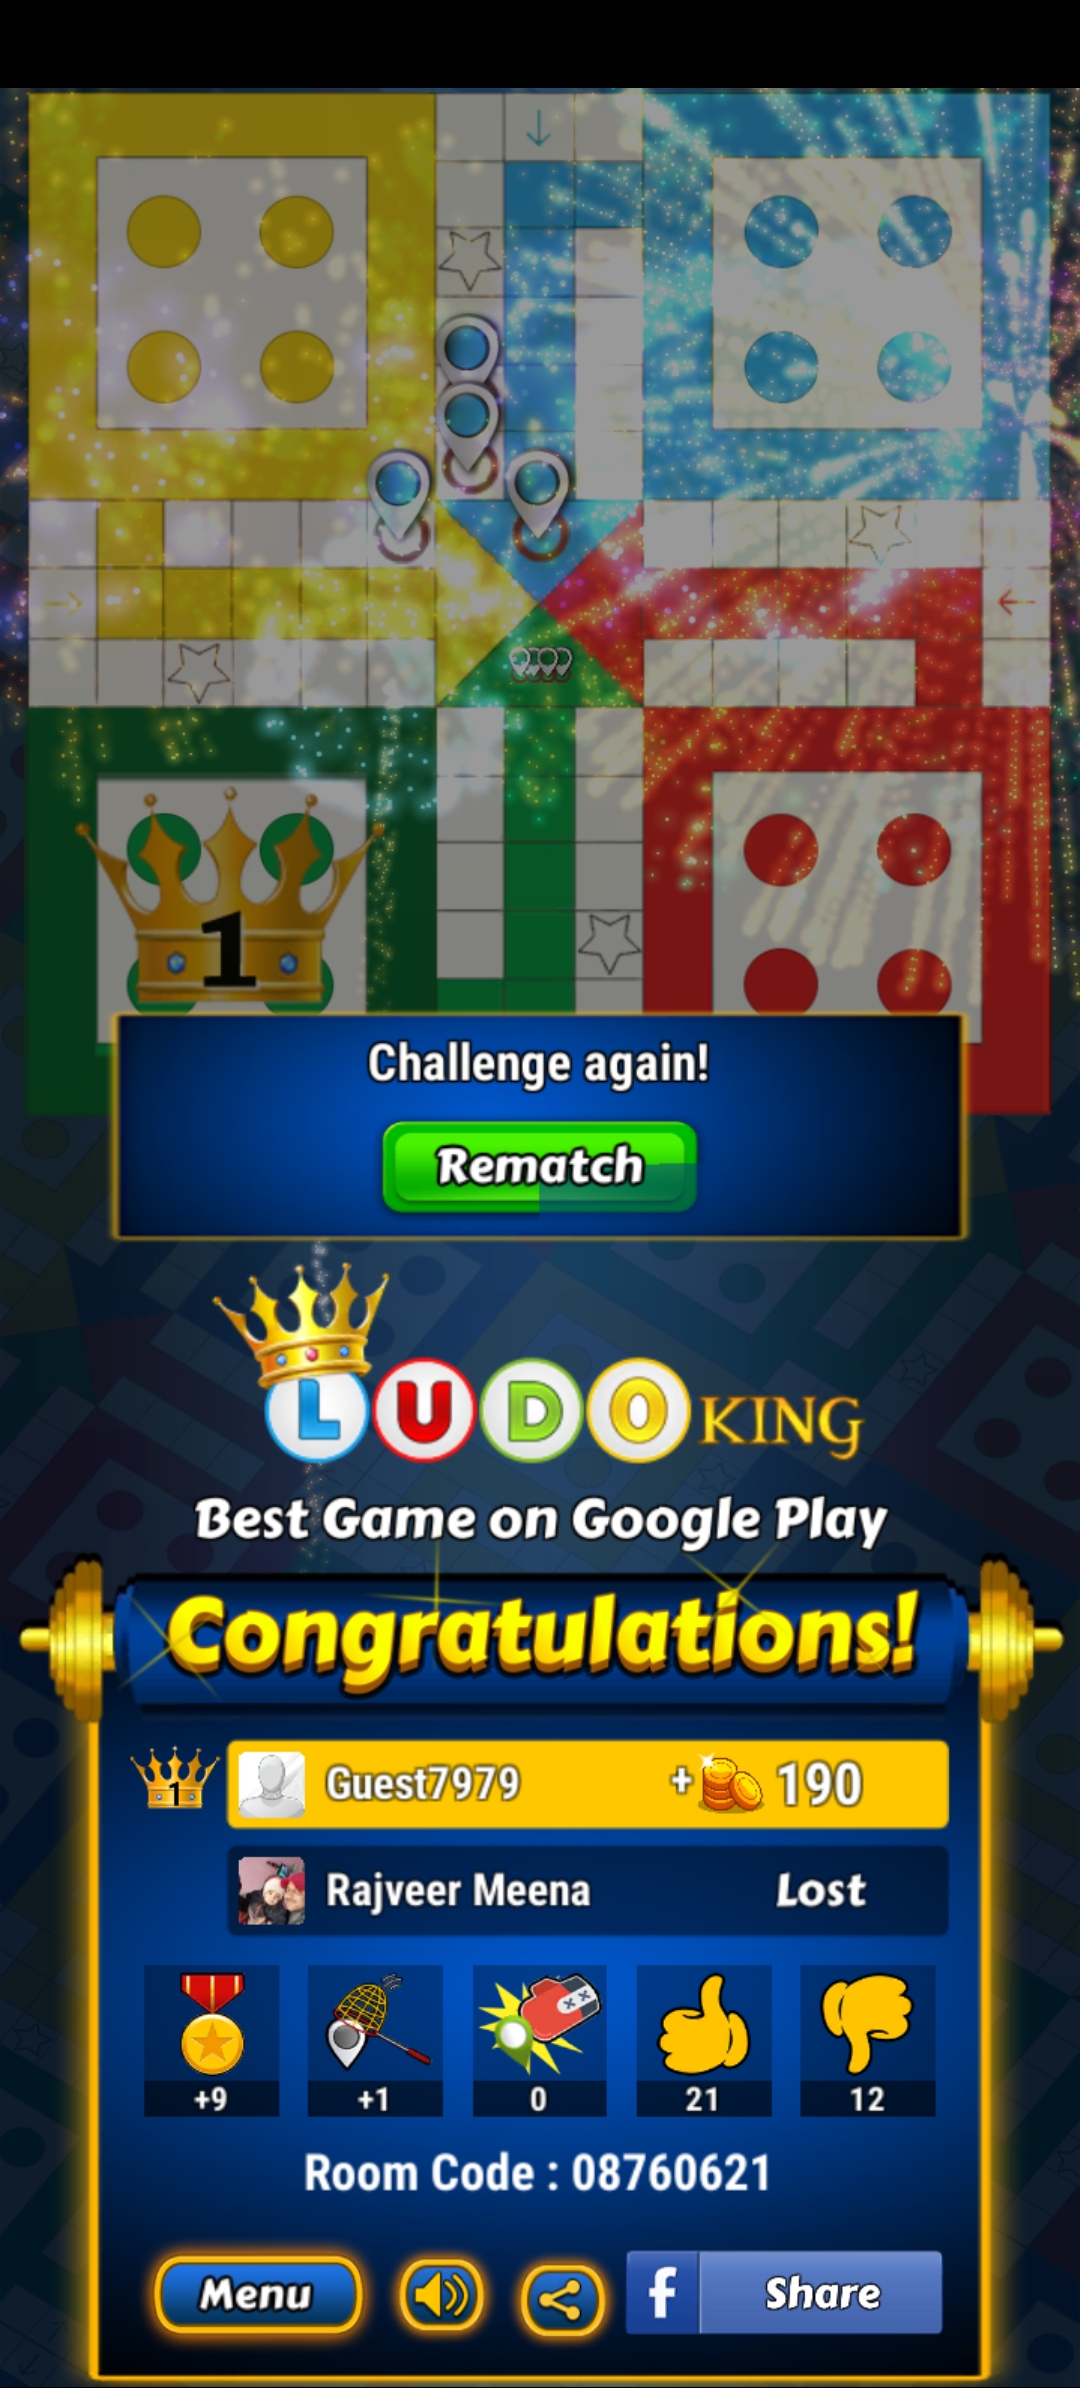 1
Challenge again!
Rematch
LUDO KING
Best Game on Google Play
Congratulations!
1 Guest7979 + 190
Rajveer Meena Lost
+9 +1 0 21 12
Room Code : 08760621
Menu f Share